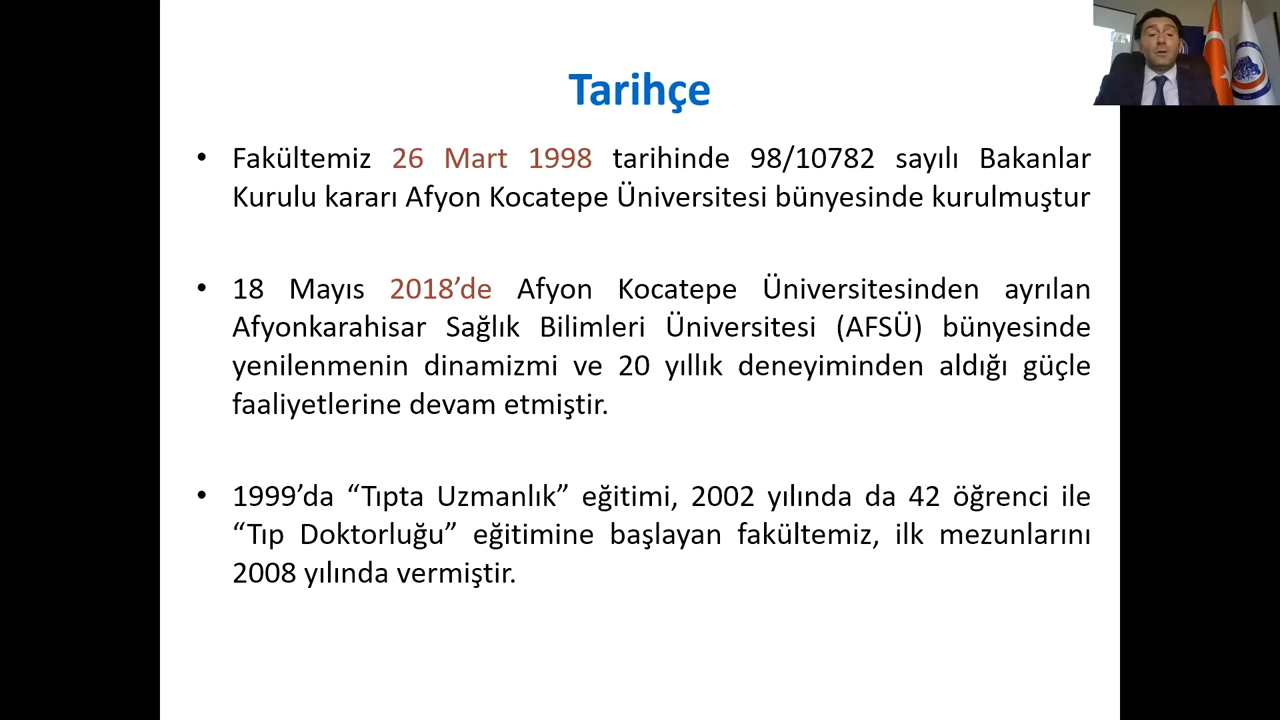 Tarihçe
• Fakültemiz 26 Mart 1998 tarihinde 98/10782 sayılı Bakanlar
Kurulu kararı Afyon Kocatepe Üniversitesi bünyesinde kurulmuştur
• 18 Mayıs 2018’de Afyon Kocatepe Üniversitesinden ayrılan
Afyonkarahisar Sağlık Bilimleri Üniversitesi (AFSÜ) bünyesinde
yenilenmenin dinamizmi ve 20 yıllık deneyiminden aldığı güçle
faaliyetlerine devam etmiştir.
• 1999’da “Tıpta Uzmanlık” eğitimi, 2002 yılında da 42 öğrenci ile
“Tıp Doktorluğu” eğitimine başlayan fakültemiz, ilk mezunlarını
2008 yılında vermiştir.